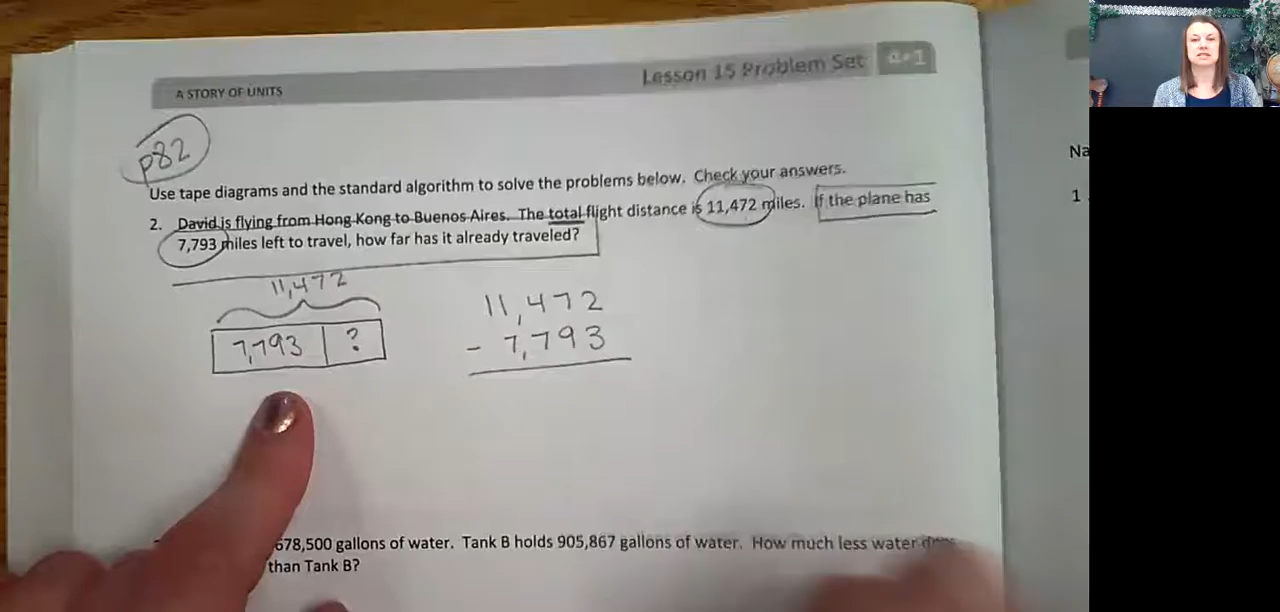 Lesson 15 Problem Set 4•1
A STORY OF UNITS
p82
Use tape diagrams and the standard algorithm to solve the problems below. Check your answers.
2. David is flying from Hong Kong to Buenos Aires. The total flight distance is 11,472 miles. If the plane has
7,793 miles left to travel, how far has it already traveled?
11,472
7,793 ?
11,472
- 7,793
678,500 gallons of water. Tank B holds 905,867 gallons of water. How much less water
than Tank B?
Na
1